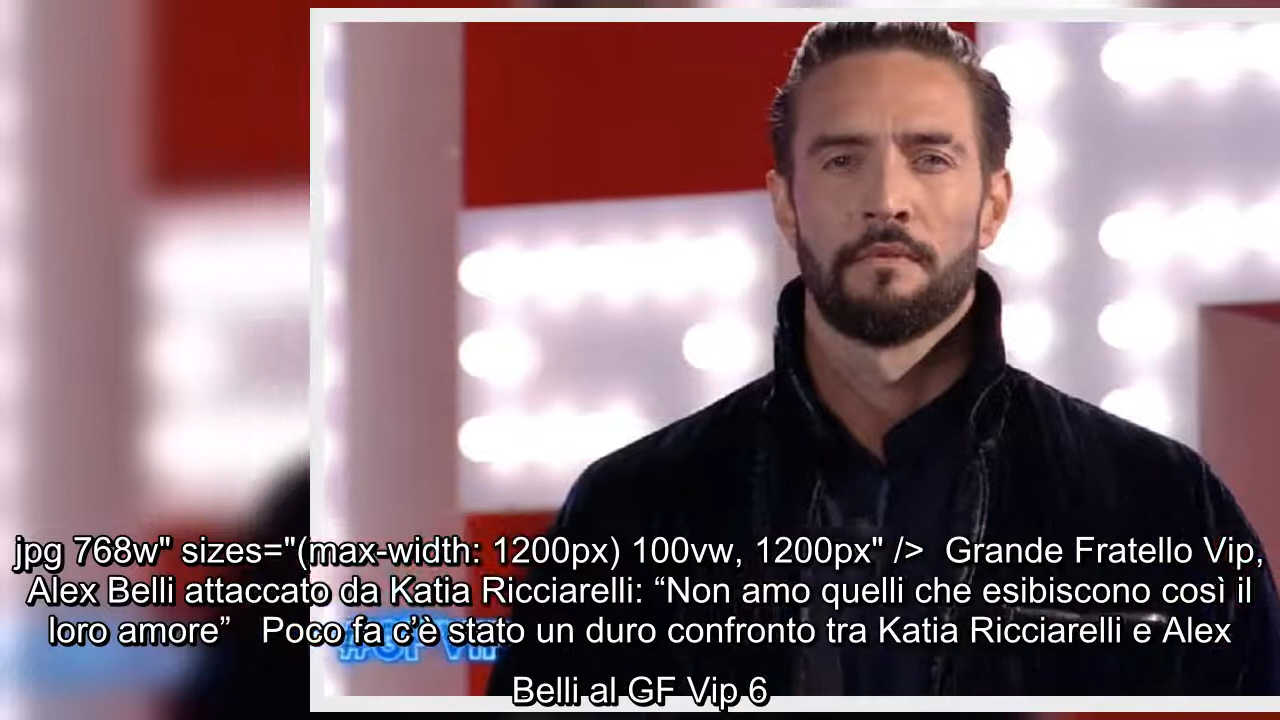 jpg 768w" sizes="(max-width: 1200px) 100vw, 1200px" />  Grande Fratello Vip,
Alex Belli attaccato da Katia Ricciarelli: “Non amo quelli che esibiscono così il
loro amore”   Poco fa c’è stato un duro confronto tra Katia Ricciarelli e Alex
#GF VIP
Belli al GF Vip 6